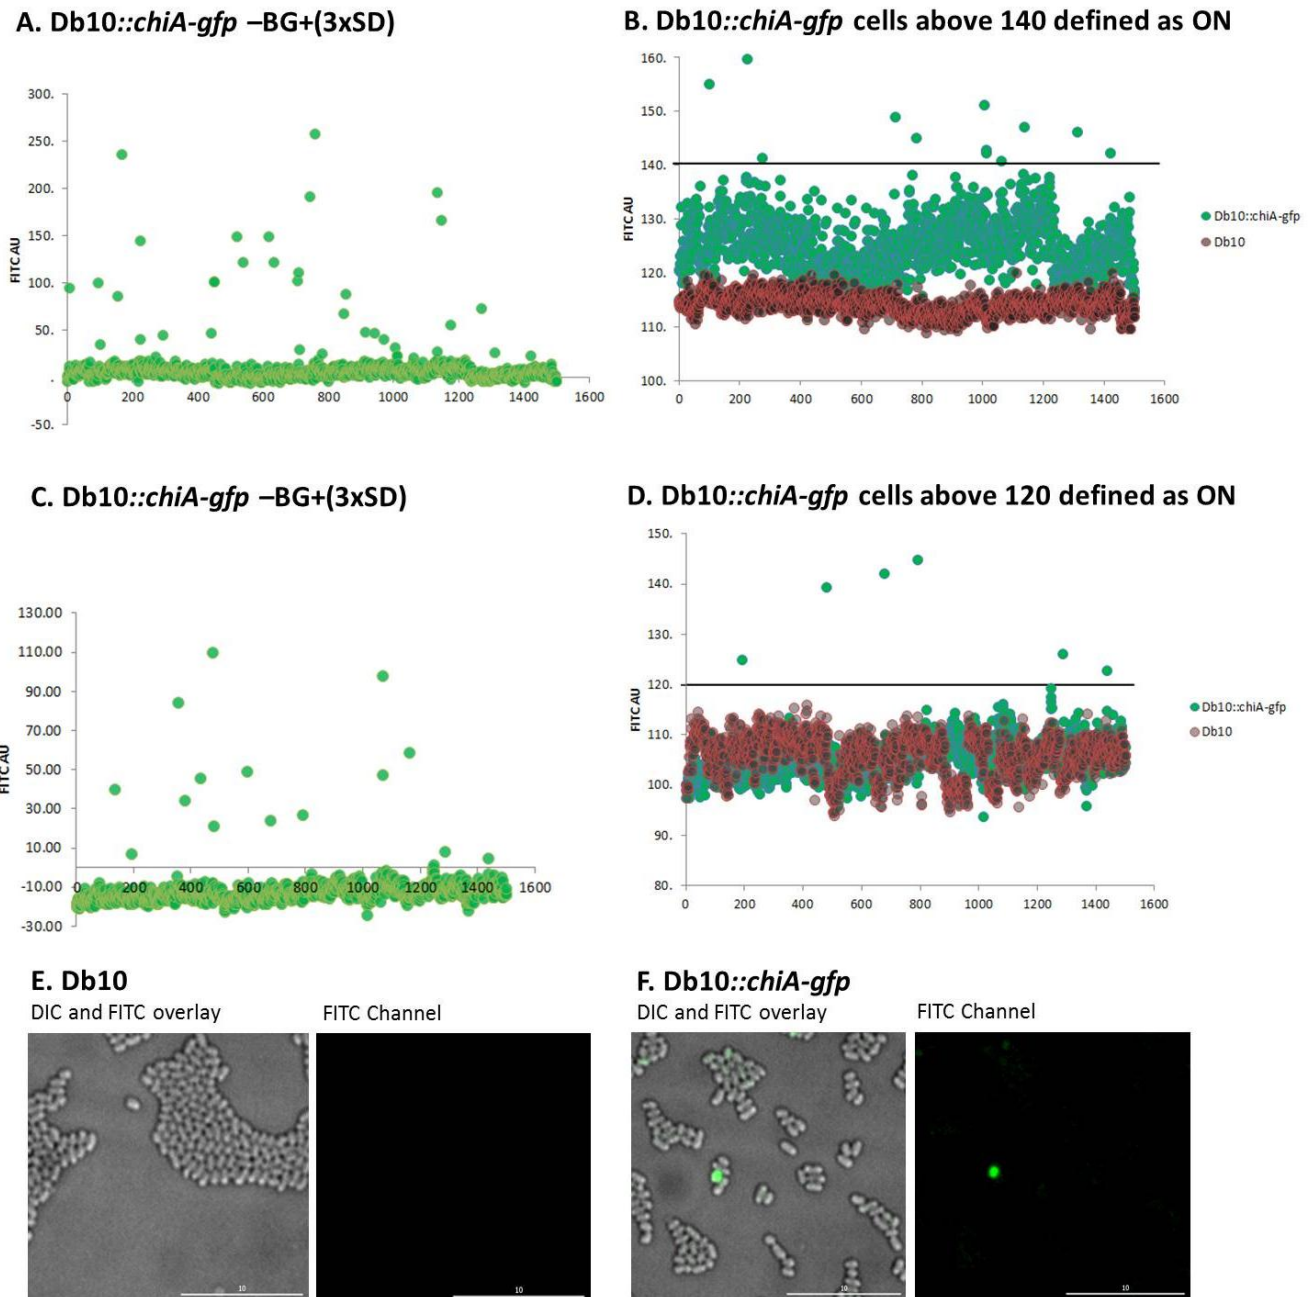 A. Db10::chiA-gfp –BG+(3xSD)
300.
250.
200.
150.
100.
50.
-
-50.
FITC AU
0 200 400 600 800 1000 1200 1400 1600
B. Db10::chiA-gfp cells above 140 defined as ON
160.
150.
140.
130.
120.
110.
100.
FITC AU
0 200 400 600 800 1000 1200 1400 1600
Db10::chiA-gfp
Db10
C. Db10::chiA-gfp –BG+(3xSD)
130.00
110.00
90.00
70.00
50.00
30.00
10.00
-10.00
-30.00
FITC AU
0 200 400 600 800 1000 1200 1400 1600
D. Db10::chiA-gfp cells above 120 defined as ON
150.
140.
130.
120.
110.
100.
90.
80.
FITC AU
0 200 400 600 800 1000 1200 1400 1600
Db10::chiA-gfp
Db10
E. Db10
DIC and FITC overlay FITC Channel
10
10
F. Db10::chiA-gfp
DIC and FITC overlay FITC Channel
10
10